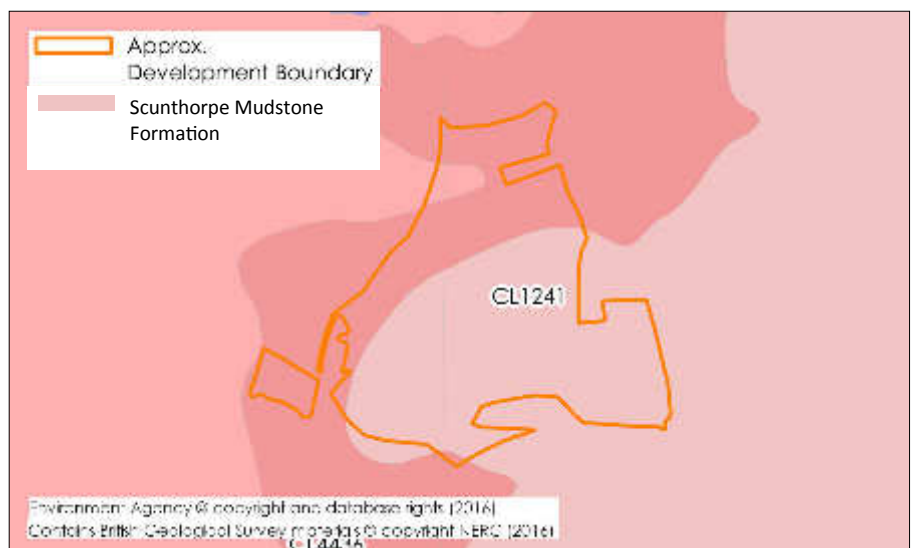 Approx.
Development Boundary
Scunthorpe Mudstone
Formation
CL1241
Environment Agency © copyright and database rights (2016)
Contains British Geological Survey materials © copyright NERC (2016)